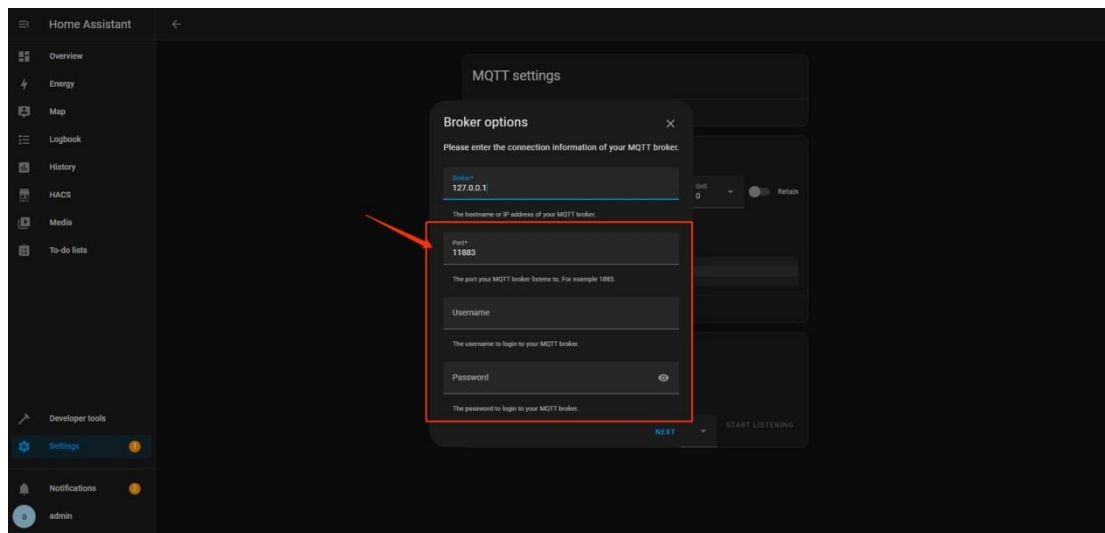 Home Assistant
Overview
Energy
Map
Logbook
History
HACS
Media
To-do lists
Developer tools
Settings
1
Notifications
2
a
admin
MQTT settings
Broker options
Please enter the connection information of your MQTT broker.
Broker*
127.0.0.1
The hostname or IP address of your MQTT broker.
Port*
11883
The port your MQTT broker listens to. For example 1883.
Username
The username to login to your MQTT broker.
Password
The password to login to your MQTT broker.
NEXT
QoS
0
Retain
START LISTENING